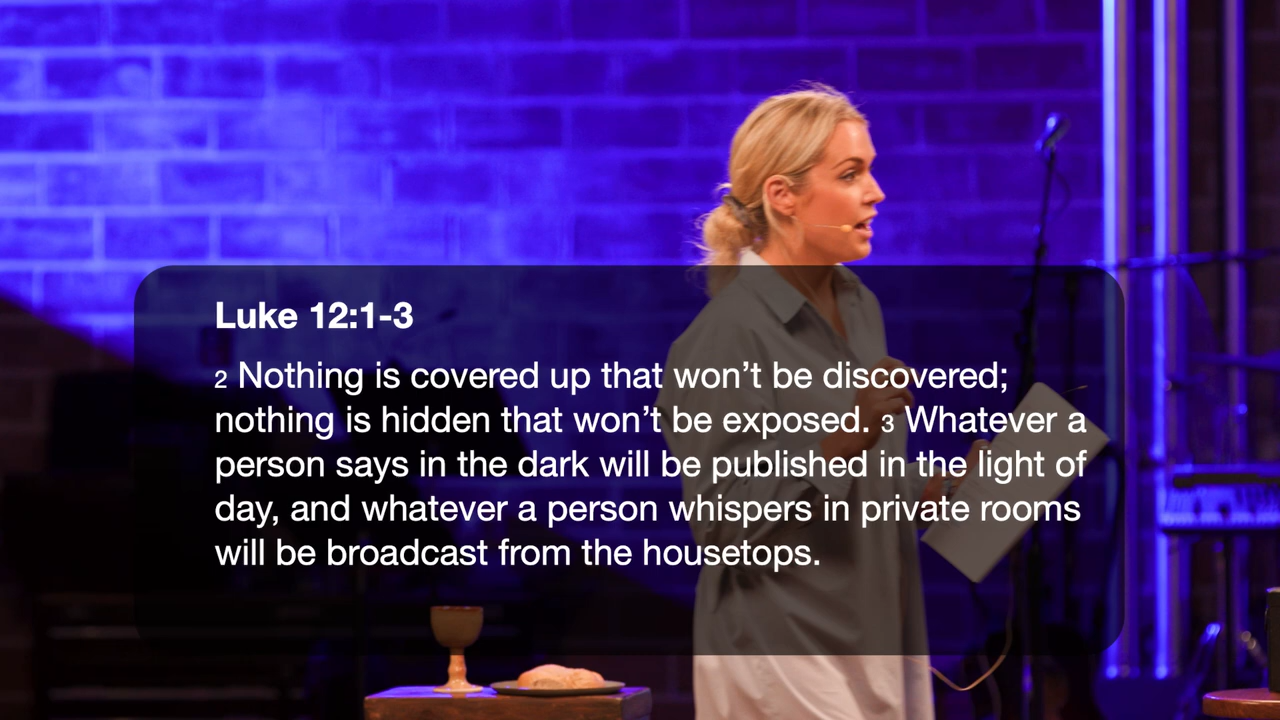 Luke 12:1-3
2 Nothing is covered up that won’t be discovered;
nothing is hidden that won’t be exposed. 3 Whatever a
person says in the dark will be published in the light of
day, and whatever a person whispers in private rooms
will be broadcast from the housetops.